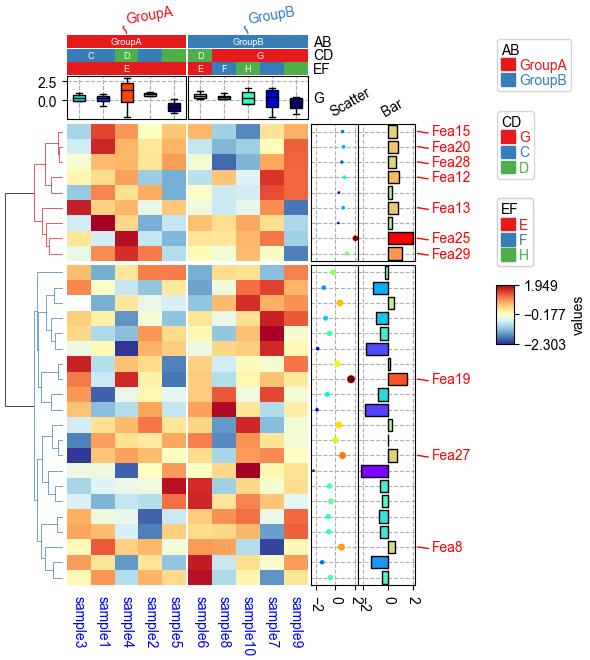 GroupA
GroupB
GroupA
GroupB
AB
C
D
D
G
CD
E
E
F
H
EF
2.5
0.0
G
Scatter
Bar
Fea15
Fea20
Fea28
Fea12
Fea13
Fea25
Fea29
Fea19
Fea27
Fea8
−2
0
2
−2
0
2
sample3
sample1
sample4
sample2
sample5
sample6
sample8
sample10
sample7
sample9
AB
GroupA
GroupB
CD
G
C
D
EF
E
F
H
1.949
-0.177
-2.303
values